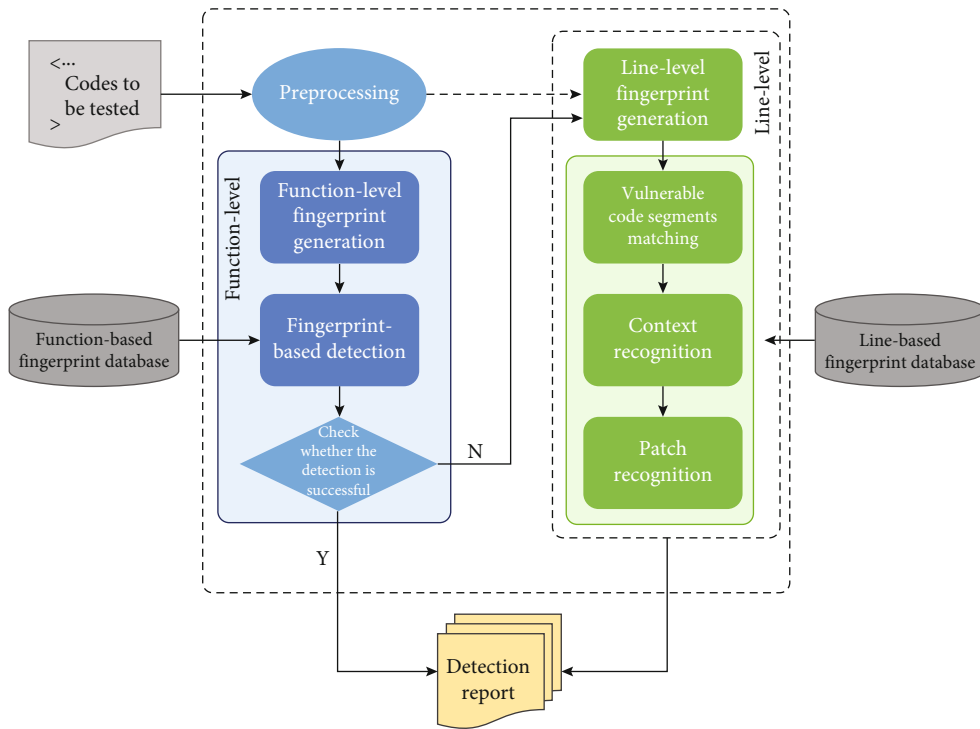 <...
Codes to
be tested
>
Preprocessing
Line-level
fingerprint
generation
Line-level
Function-level
Function-level
fingerprint
generation
Vulnerable
code segments
matching
Function-based
fingerprint database
Fingerprint-
based detection
Context
recognition
Line-based
fingerprint database
Check
whether the
detection is
successful
N
Patch
recognition
Y
Detection
report